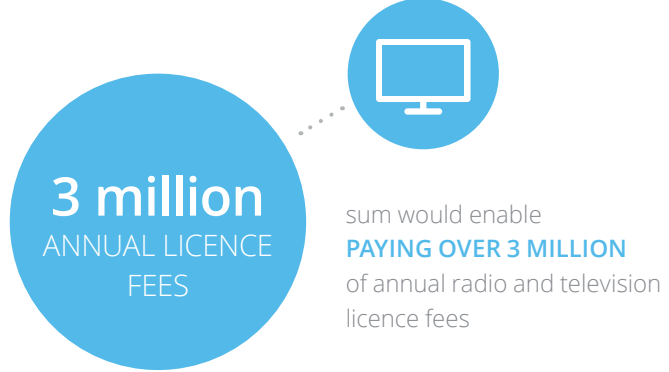 3 million
ANNUAL LICENCE
FEES
sum would enable
PAYING OVER 3 MILLION
of annual radio and television
licence fees